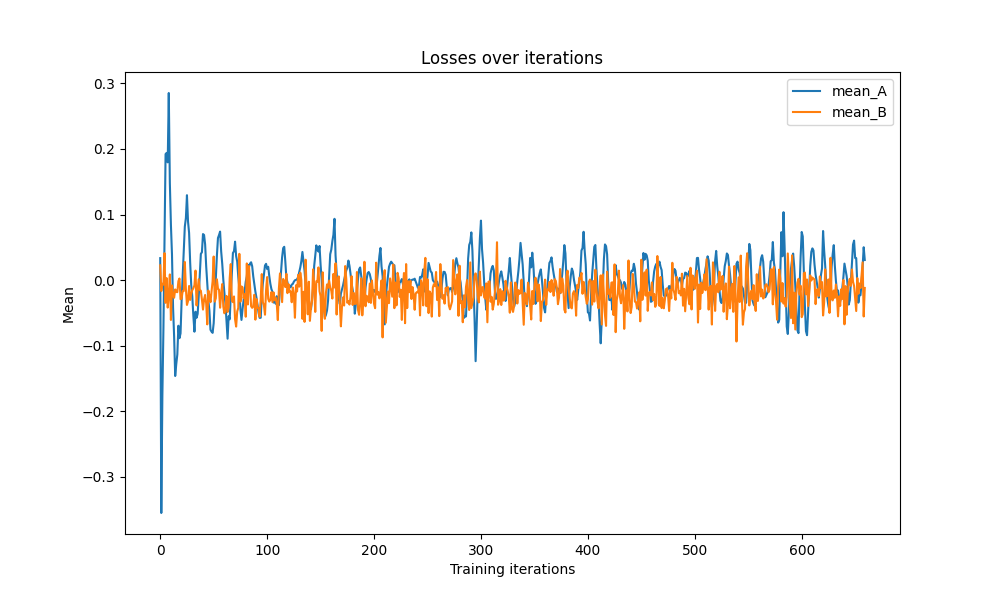 Losses over iterations
mean_A
mean_B
Mean
0.3
0.2
0.1
0.0
−0.1
−0.2
−0.3
0 100 200 300 400 500 600
Training iterations